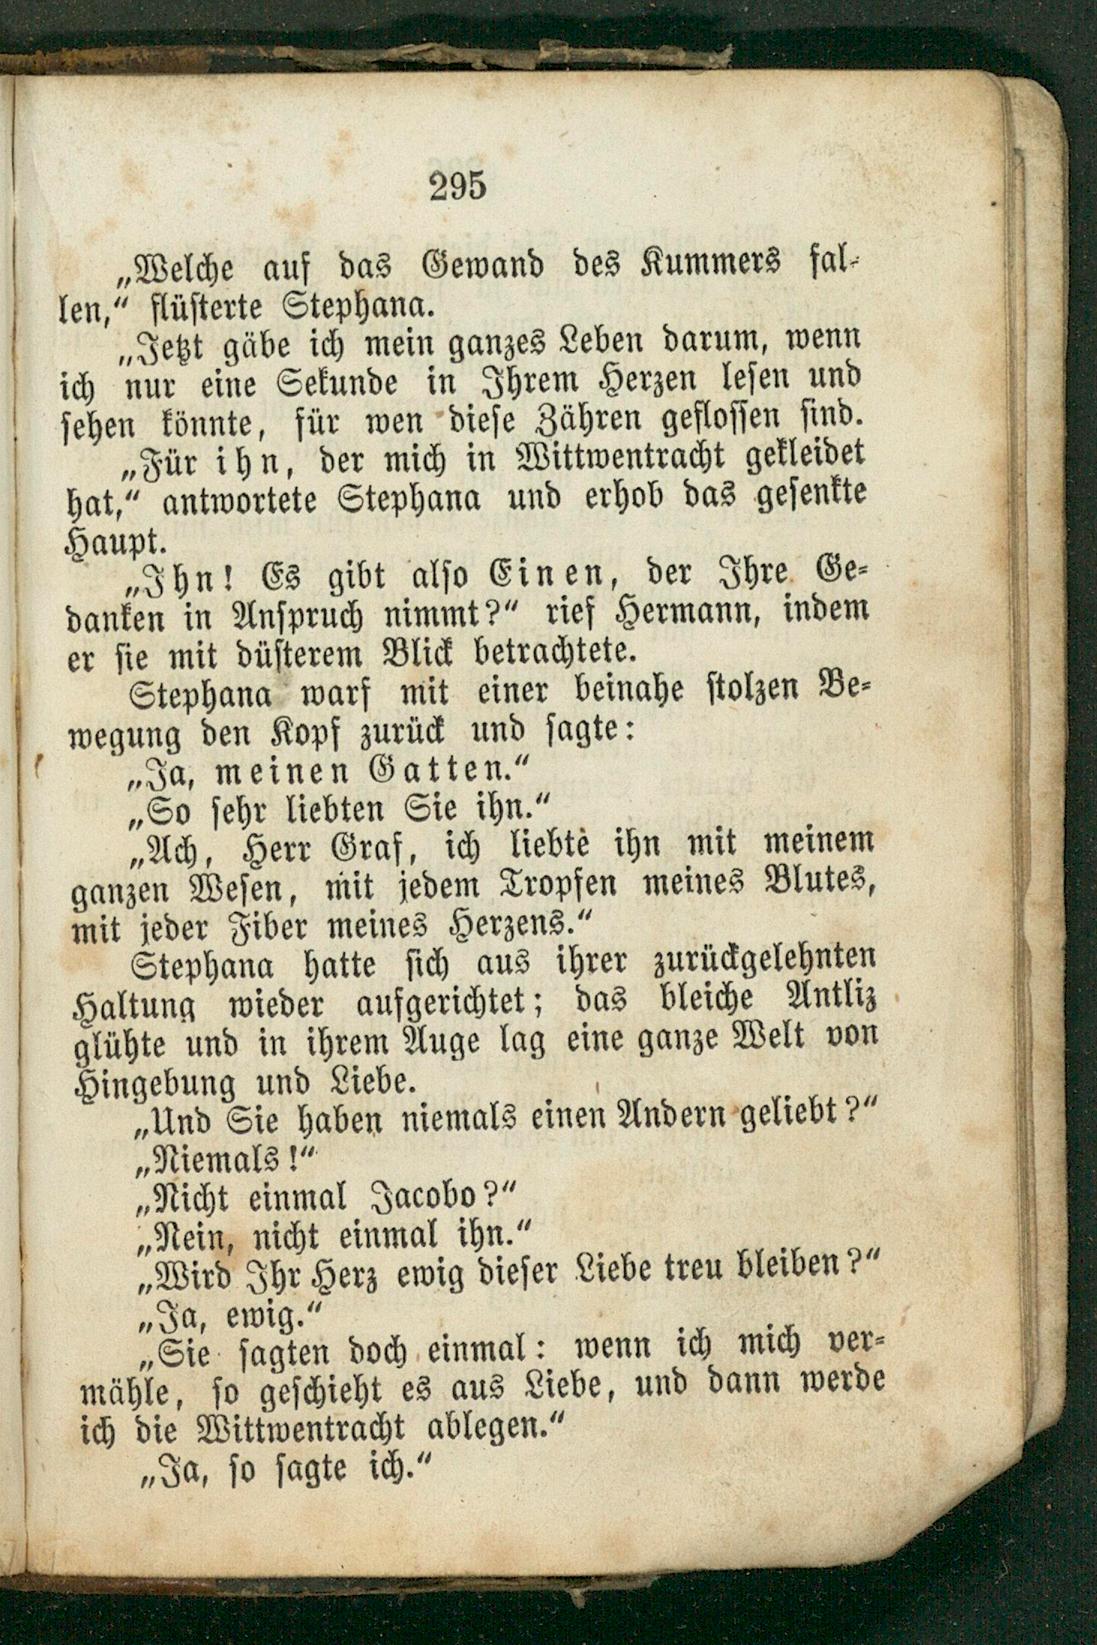 295
„Welche auf das Gewand des Kummers fal-
len,“ flüsterte Stephana.
„Jetzt gäbe ich mein ganzes Leben darum, wenn
ich nur eine Sekunde in Ihrem Herzen lesen und
sehen könnte, für wen diese Zähren geflossen sind.
„Für ihn, der mich in Wittwentracht gekleidet
hat,“ antwortete Stephana und erhob das gesenkte
Haupt.
„Ihn! Es gibt also Einen, der Ihre Ge-
danken in Anspruch nimmt?“ rief Hermann, indem
er sie mit düsterem Blick betrachtete.
Stephana warf mit einer beinahe stolzen Be-
wegung den Kopf zurück und sagte:
„Ja, meinen Gatten.“
„So sehr liebten Sie ihn.“
„Ach, Herr Graf, ich liebte ihn mit meinem
ganzen Wesen, mit jedem Tropfen meines Blutes,
mit jeder Fiber meines Herzens.“
Stephana hatte sich aus ihrer zurückgelehnten
Haltung wieder aufgerichtet; das bleiche Antliz
glühte und in ihrem Auge lag eine ganze Welt von
Hingebung und Liebe.
„Und Sie haben niemals einen Andern geliebt?“
„Niemals!“
„Nicht einmal Jacobo?“
„Nein, nicht einmal ihn.“
„Wird Ihr Herz ewig dieser Liebe treu bleiben?“
„Ja, ewig.“
„Sie sagten doch einmal: wenn ich mich ver-
mähle, so geschieht es aus Liebe, und dann werde
ich die Wittwentracht ablegen.“
„Ja, so sagte ich.“